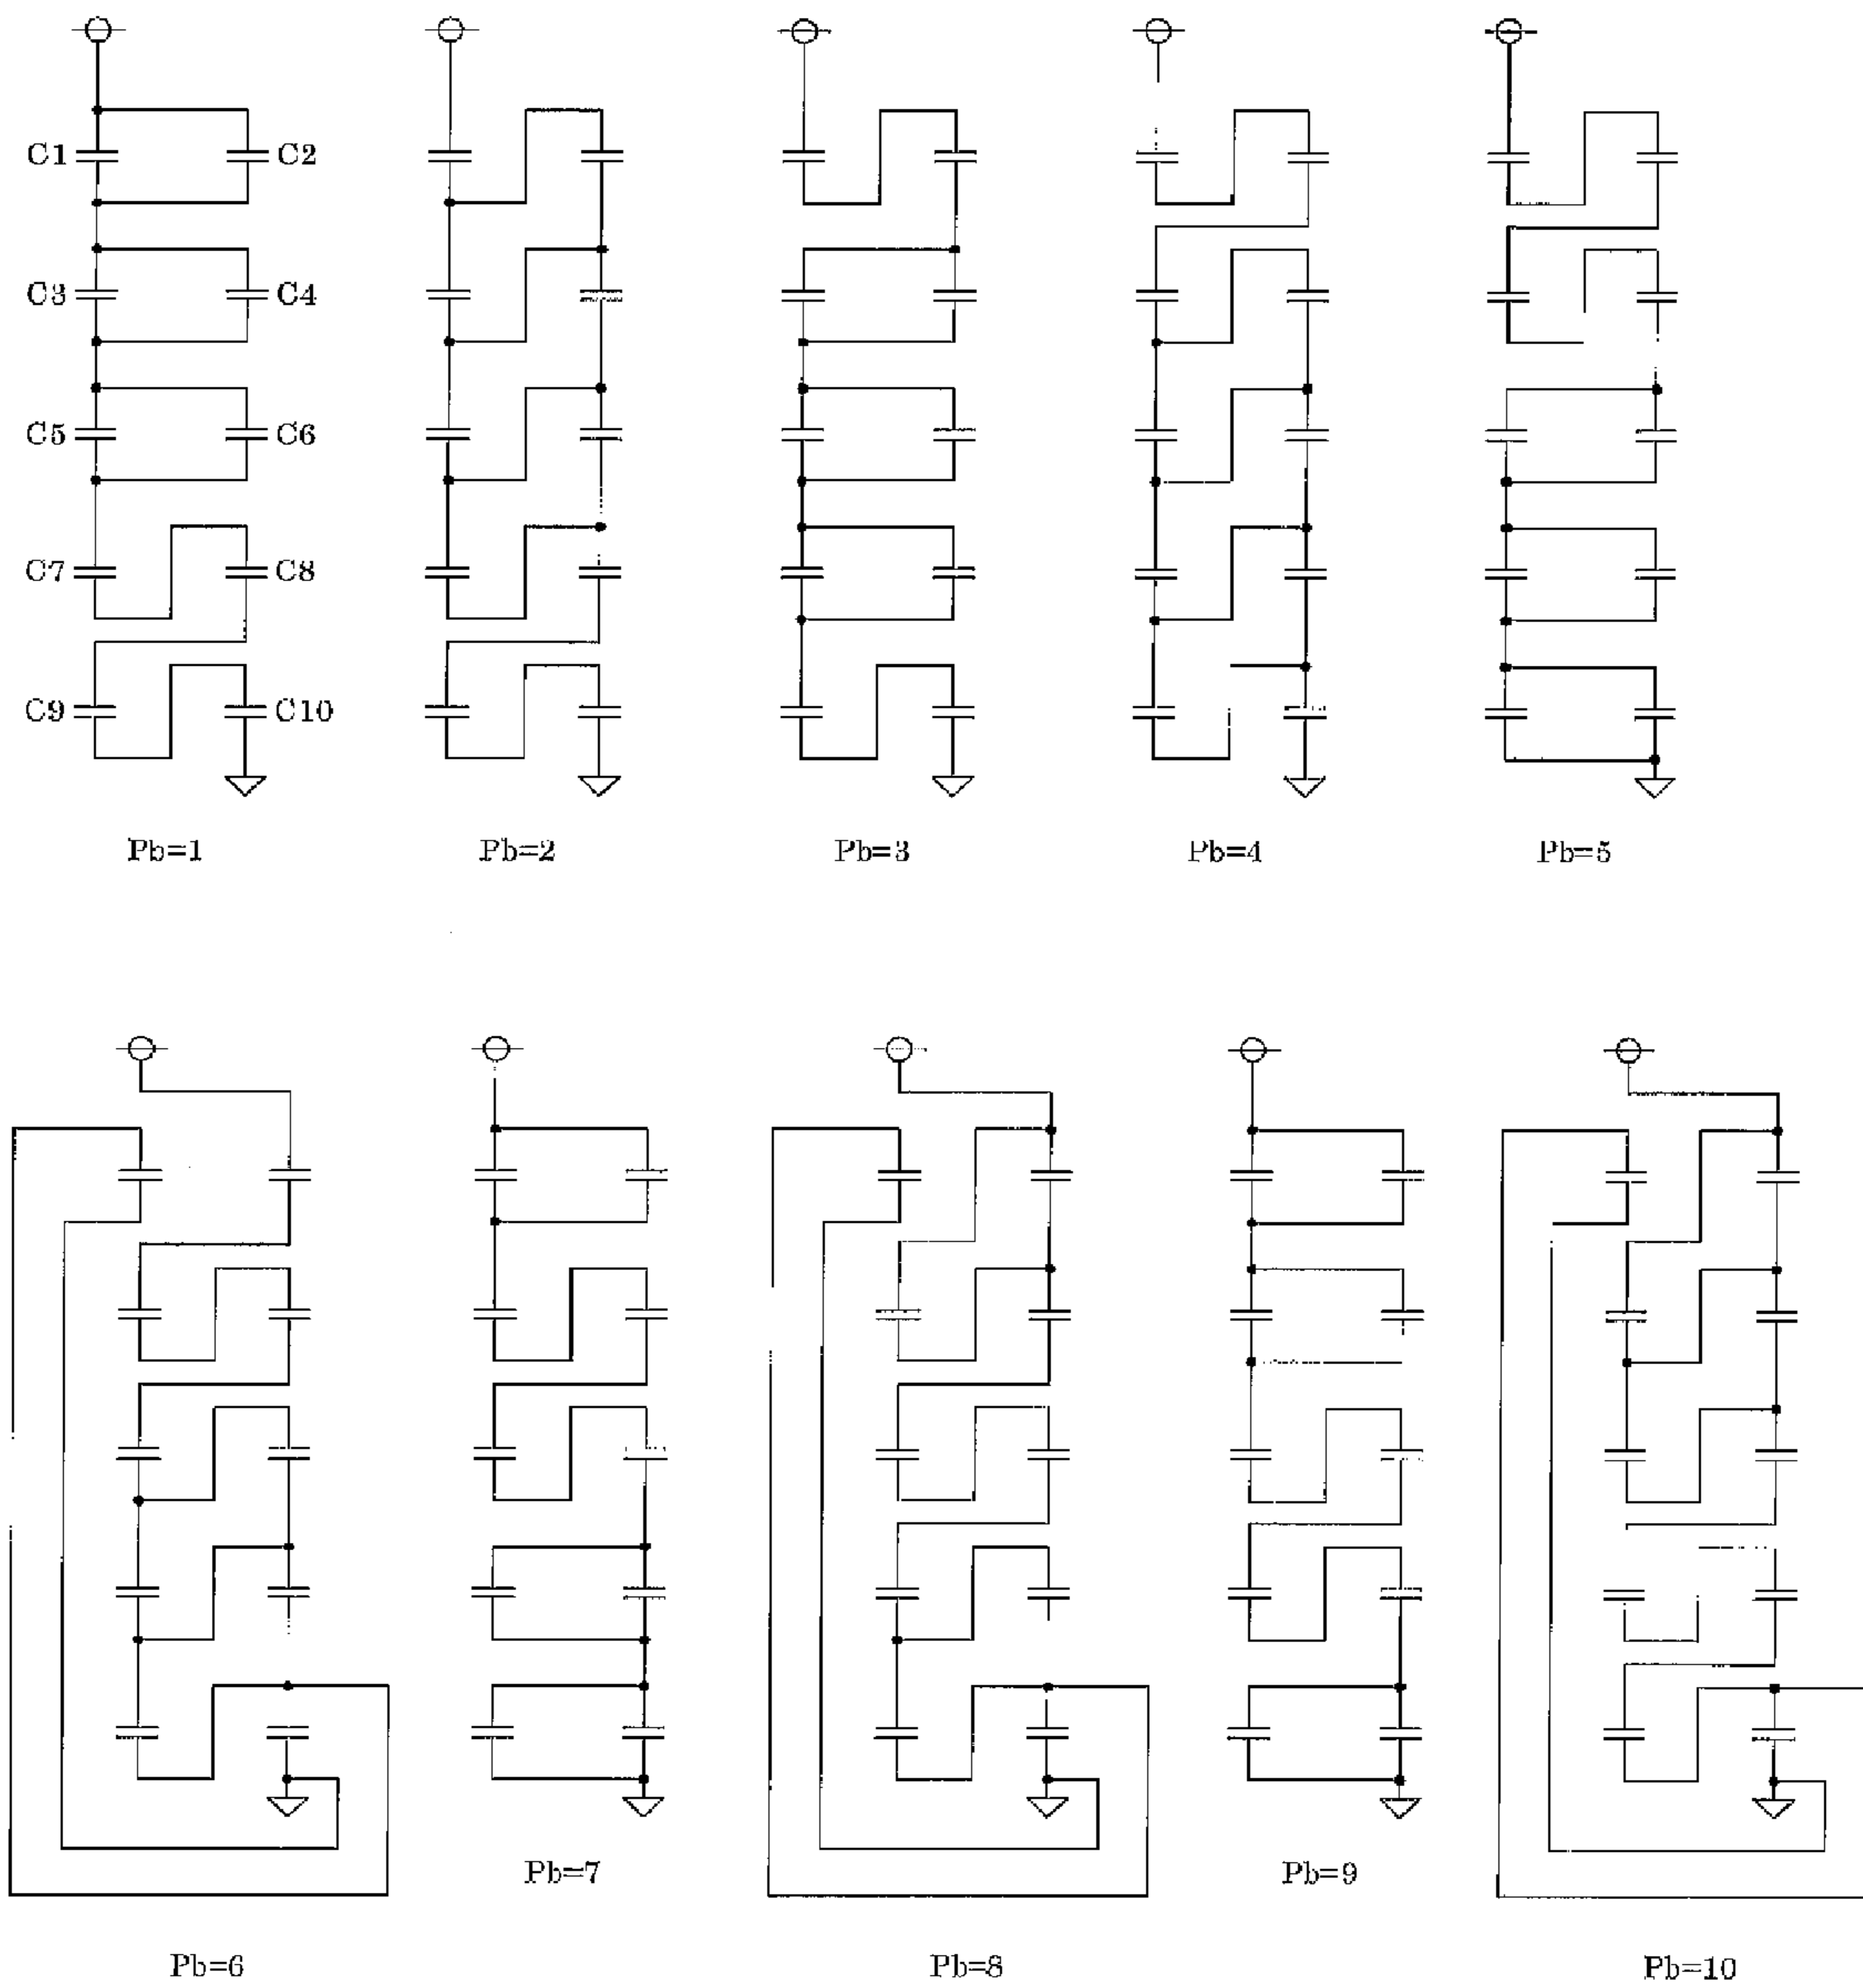 C1 C2
C3 C4
C5 C6
C7 C8
C9 C10
Pb=1 Pb=2 Pb=3 Pb=4 Pb=5
Pb=7 Pb=9
Pb=6 Pb=8 Pb=10